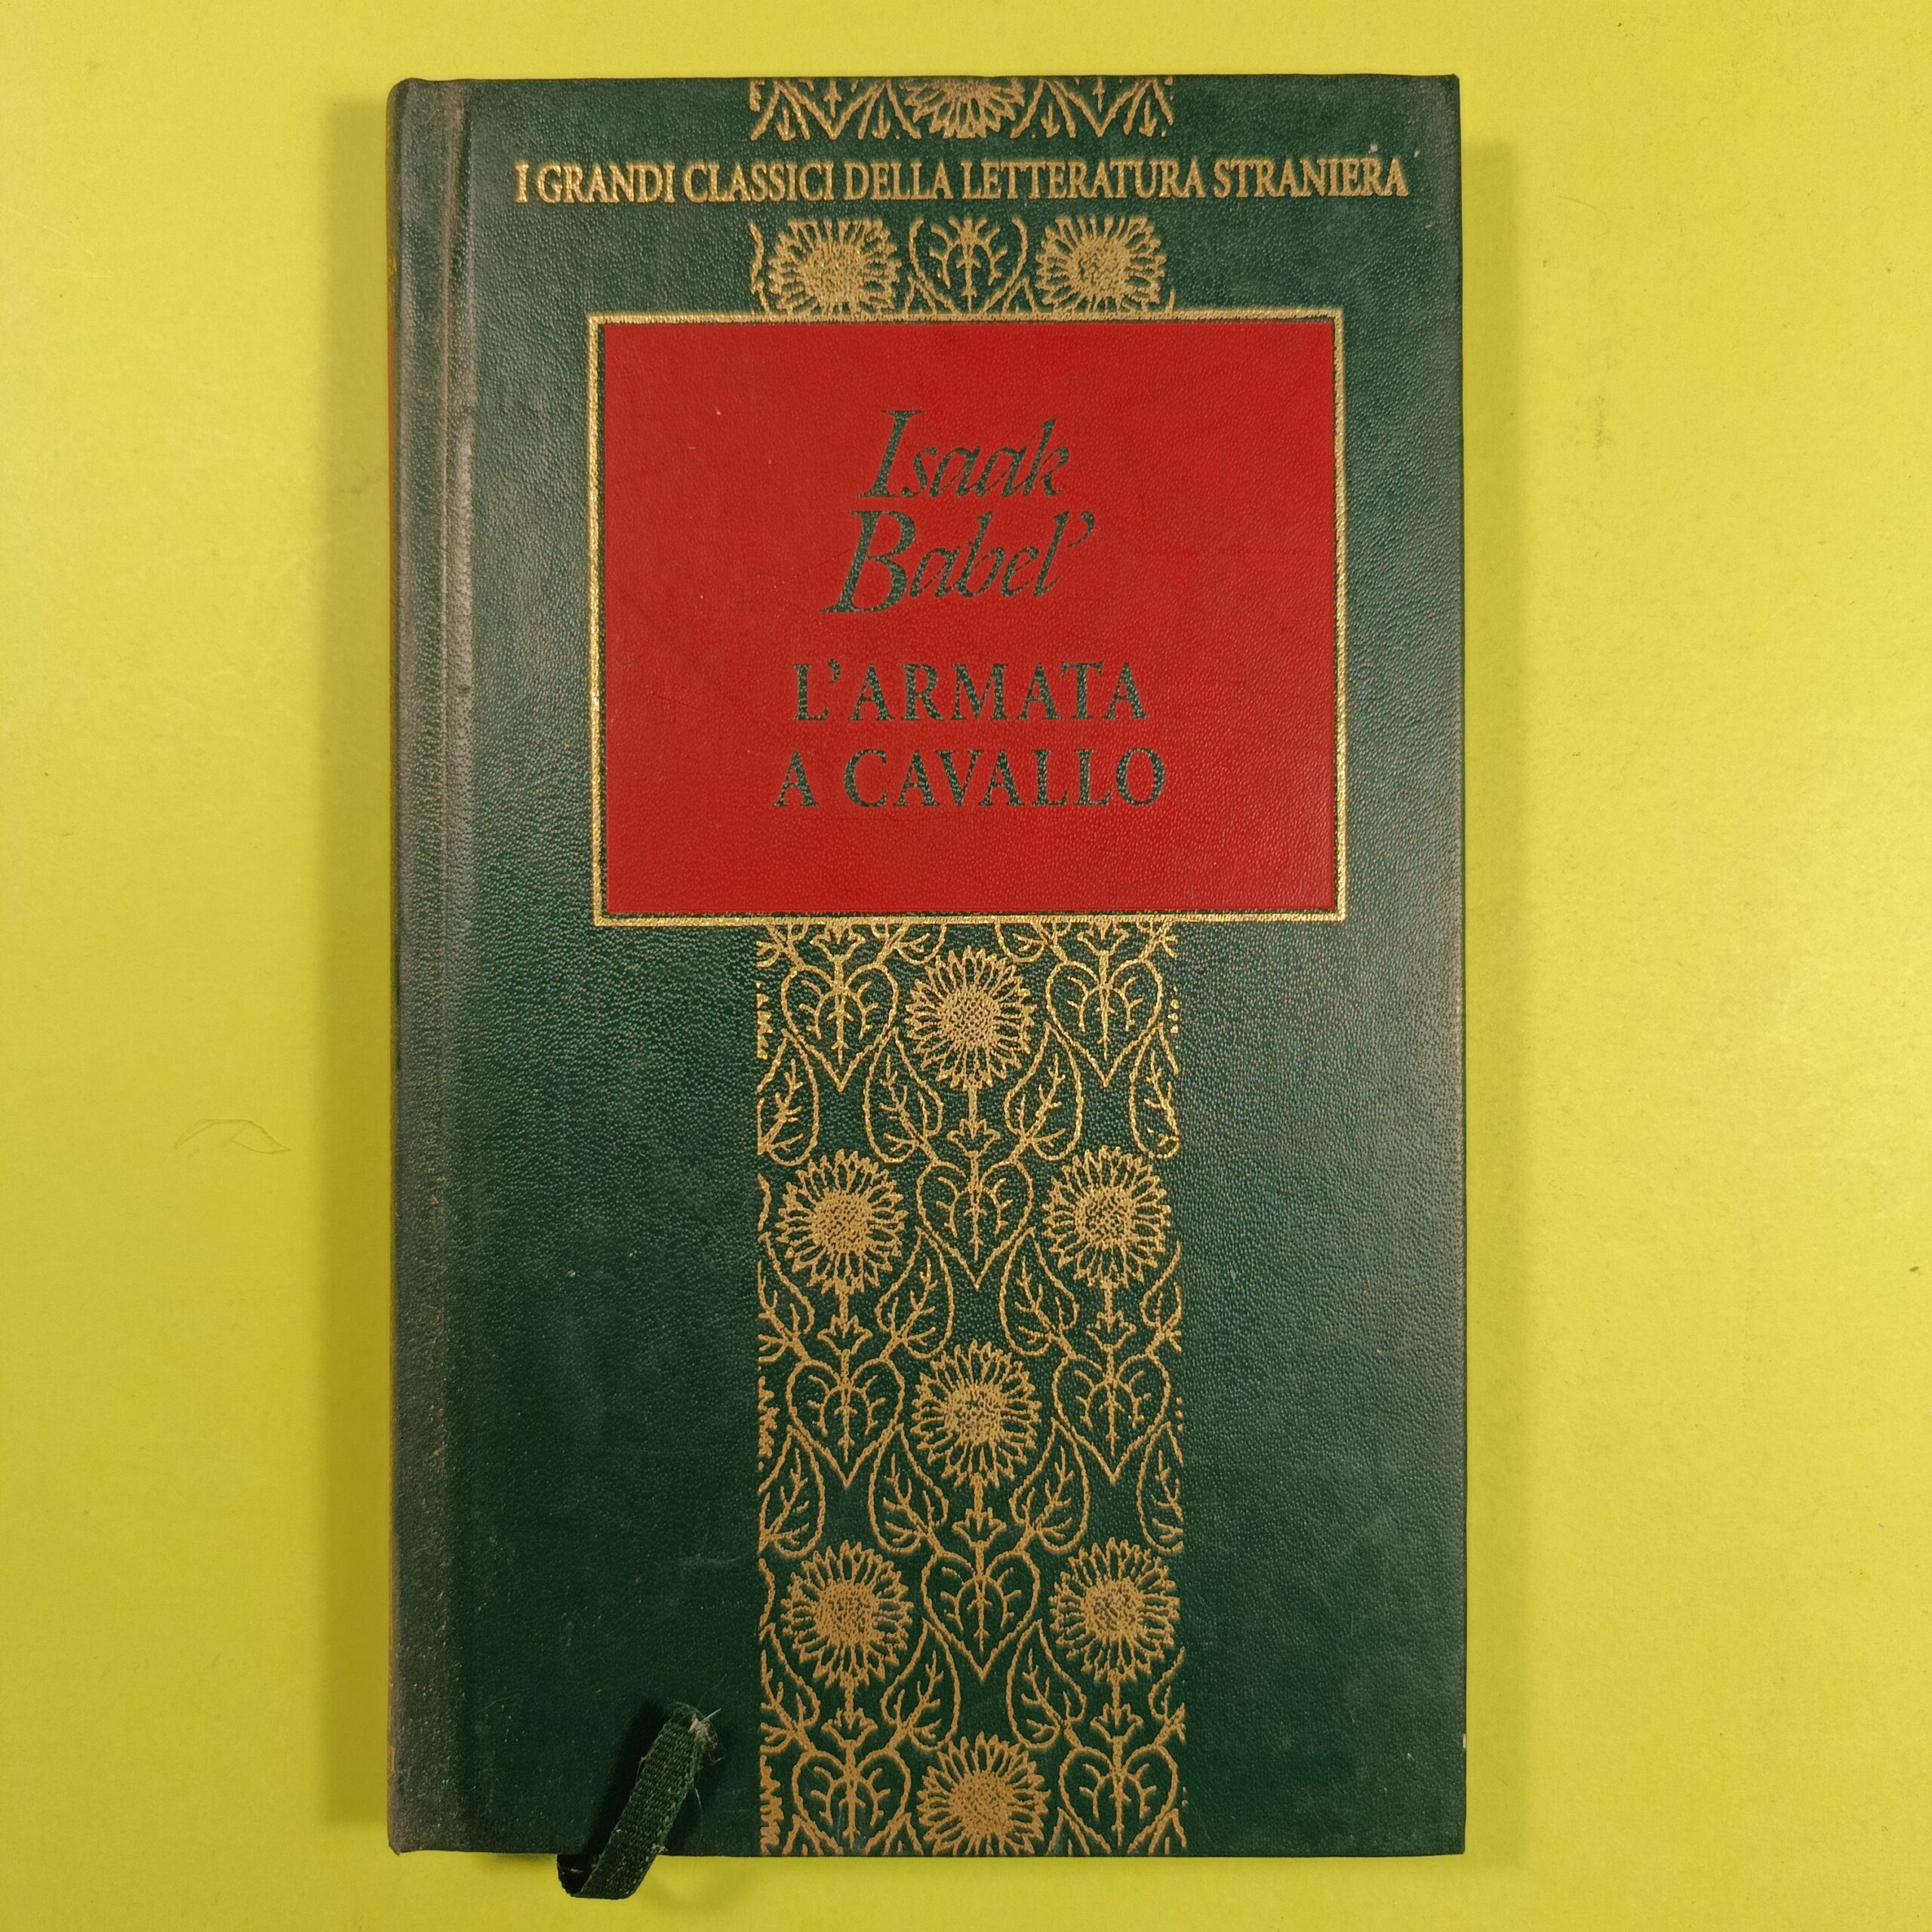 I GRANDI CLASSICI DELLA LETTERATURA STRANIERA
Isaak
Babel'
L'ARMATA
A CAVALLO